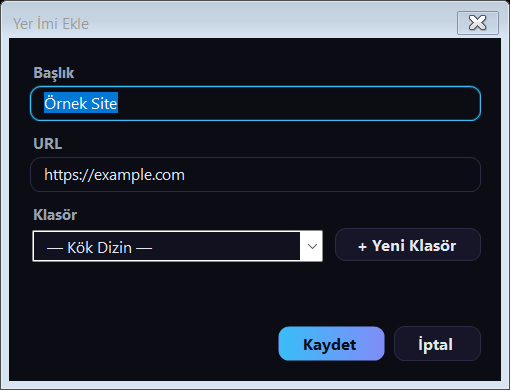 Yer İmi Ekle
Başlık
Örnek Site
URL
https://example.com
Klasör
— Kök Dizin —
+ Yeni Klasör
Kaydet
İptal